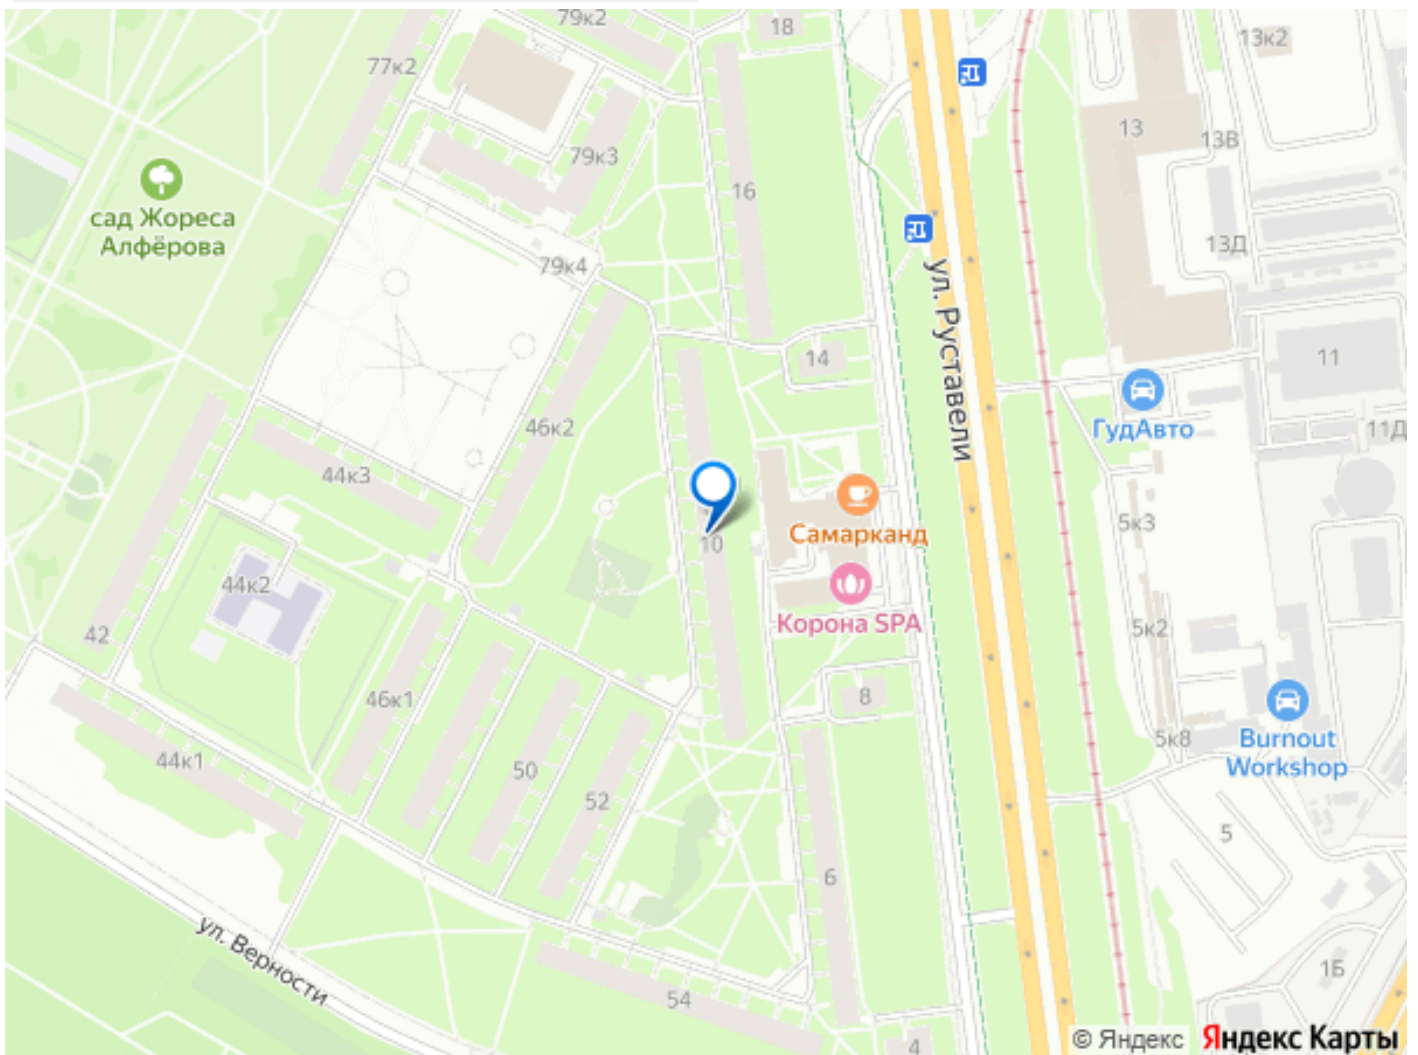 79к2
18
13к2
77к2
13
13В
79к3
16
сад Жореса
Алфёрова
13Д
79к4
ул. Руставели
14
11
ГудАвто
11Д
46к2
44к3
5к3
Самарканд
10
44к2
Корона SPA
5к2
42
46к1
8
5к8
Burnout
Workshop
44к1
50
52
5
6
ул. Верности
1Б
54
4
© Яндекс
Яндекс Карты